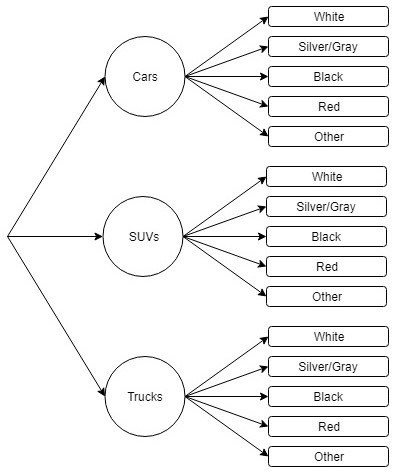 Cars
White
Silver/Gray
Black
Red
Other
SUVs
White
Silver/Gray
Black
Red
Other
Trucks
White
Silver/Gray
Black
Red
Other